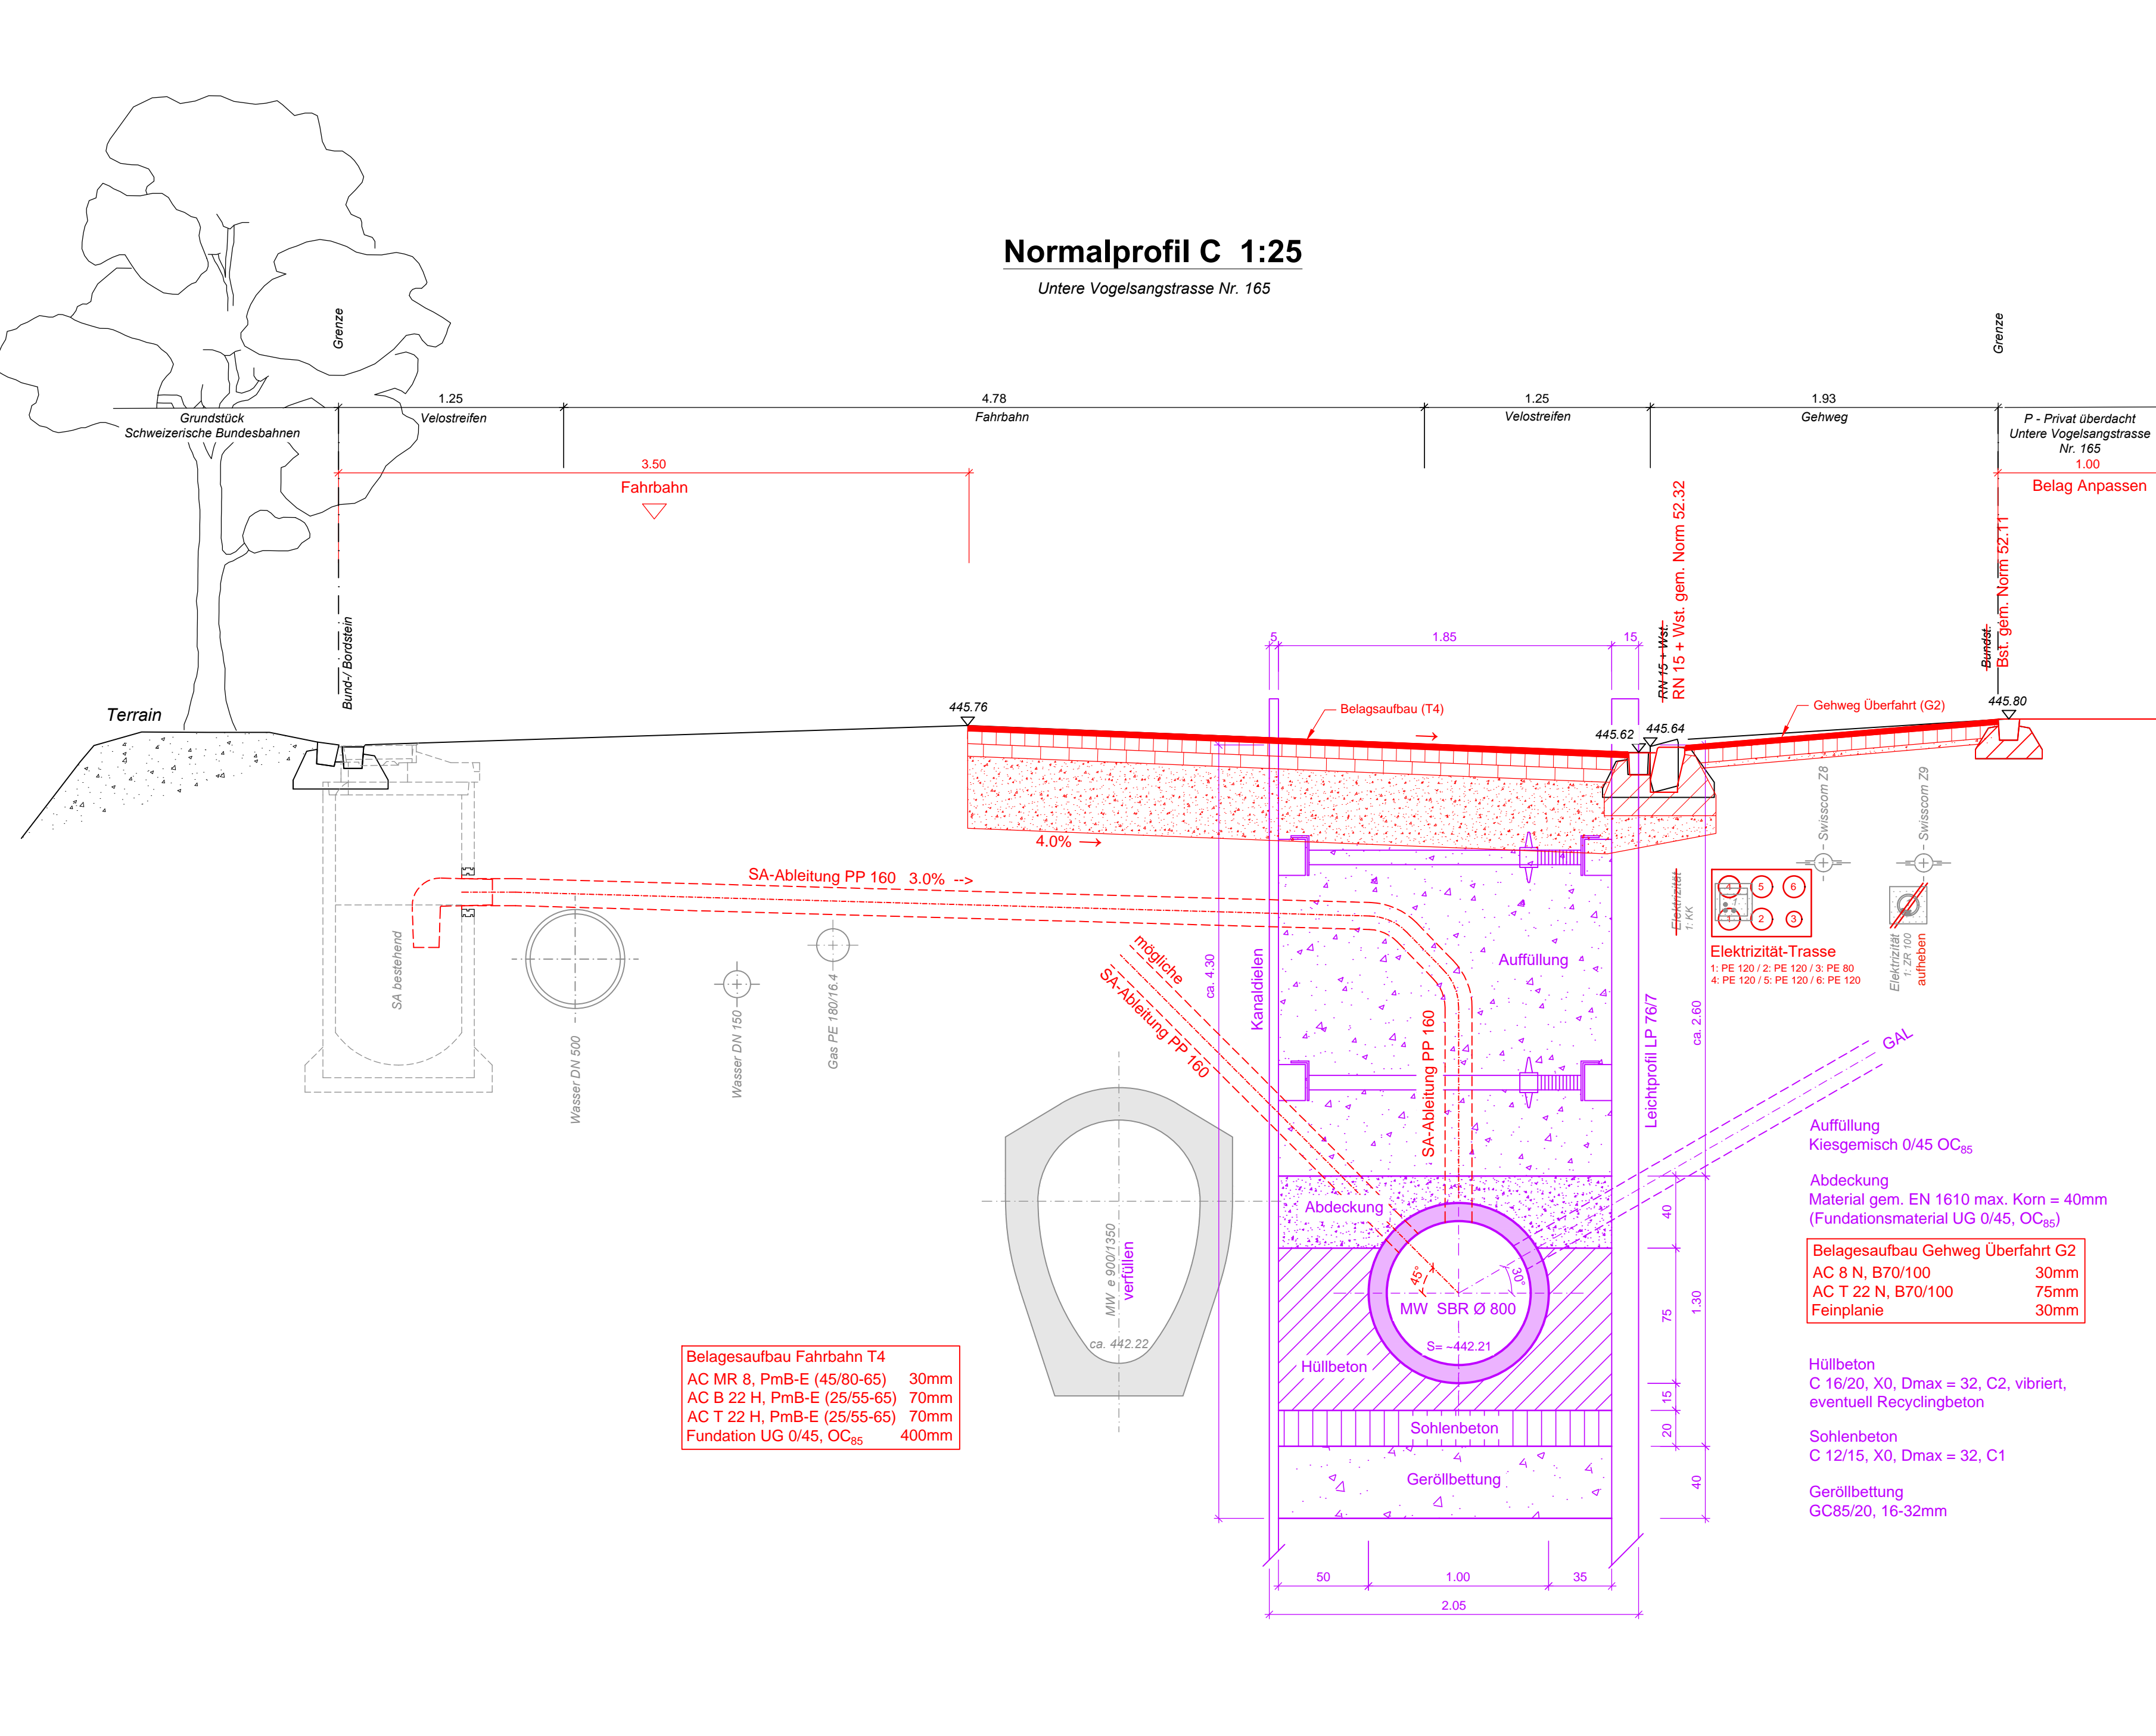 Normalprofil C 1:25
Untere Vogelsangstrasse Nr. 165
Grenze
Grenze
1.25
4.78
1.25
1.93
Grundstück
Schweizerische Bundesbahnen
Velostreifen
Fahrbahn
Velostreifen
Gehweg
P - Privat überdacht
Untere Vogelsangstrasse
Nr. 165
3.50
Fahrbahn
1.00
Belag Anpassen
Bund-/ Bordstein
RN 15 + Wst.
RN 15 + Wst. gem. Norm 52.32
Bundst.
Bst. gem. Norm 52.11
5
1.85
15
Terrain
445.76
Belagsaufbau (T4)
445.62
445.64
Gehweg Überfahrt (G2)
445.80
4.0%
SA-Ableitung PP 160 3.0% -->
SA bestehend
Wasser DN 500
Wasser DN 150
Gas PE 180/16.4
mögliche
SA-Ableitung PP 160
ca. 4.30
Kanaldielen
Auffüllung
SA-Ableitung PP 160
Leichtprofil LP 76/7
ca. 2.60
Swisscom Z8
Swisscom Z9
Elektrizität
1: KK
4
5
6
1
2
3
Elektrizität-Trasse
1: PE 120 / 2: PE 120 / 3: PE 80
4: PE 120 / 5: PE 120 / 6: PE 120
Elektrizität
1: ZR 100
aufheben
GAL
MW e 900/1350
verfüllen
ca. 442.22
Abdeckung
45°
30°
MW SBR Ø 800
S= ~442.21
Hüllbeton
Sohlenbeton
Geröllbettung
40
75
15
20
1.30
40
50
1.00
35
2.05
Auffüllung
Kiesgemisch 0/45 OC85
Abdeckung
Material gem. EN 1610 max. Korn = 40mm
(Fundationsmaterial UG 0/45, OC85)
Belagesaufbau Gehweg Überfahrt G2
AC 8 N, B70/100 30mm
AC T 22 N, B70/100 75mm
Feinplanie 30mm
Hüllbeton
C 16/20, X0, Dmax = 32, C2, vibriert,
eventuell Recyclingbeton
Sohlenbeton
C 12/15, X0, Dmax = 32, C1
Geröllbettung
GC85/20, 16-32mm
Belagesaufbau Fahrbahn T4
AC MR 8, PmB-E (45/80-65) 30mm
AC B 22 H, PmB-E (25/55-65) 70mm
AC T 22 H, PmB-E (25/55-65) 70mm
Fundation UG 0/45, OC85 400mm